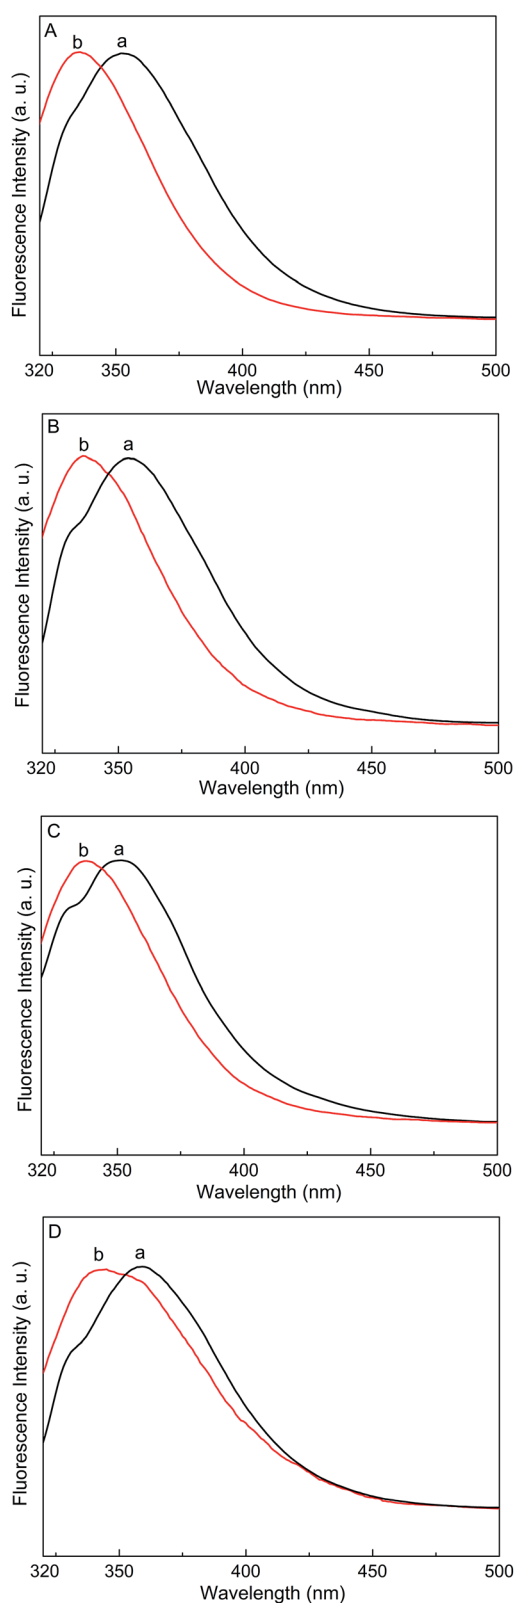 A
b a
Fluorescence Intensity (a. u.)
320 350 400 450 500
Wavelength (nm)
B
b a
Fluorescence Intensity (a. u.)
320 350 400 450 500
Wavelength (nm)
C
b a
Fluorescence Intensity (a. u.)
320 350 400 450 500
Wavelength (nm)
D
b a
Fluorescence Intensity (a. u.)
320 350 400 450 500
Wavelength (nm)